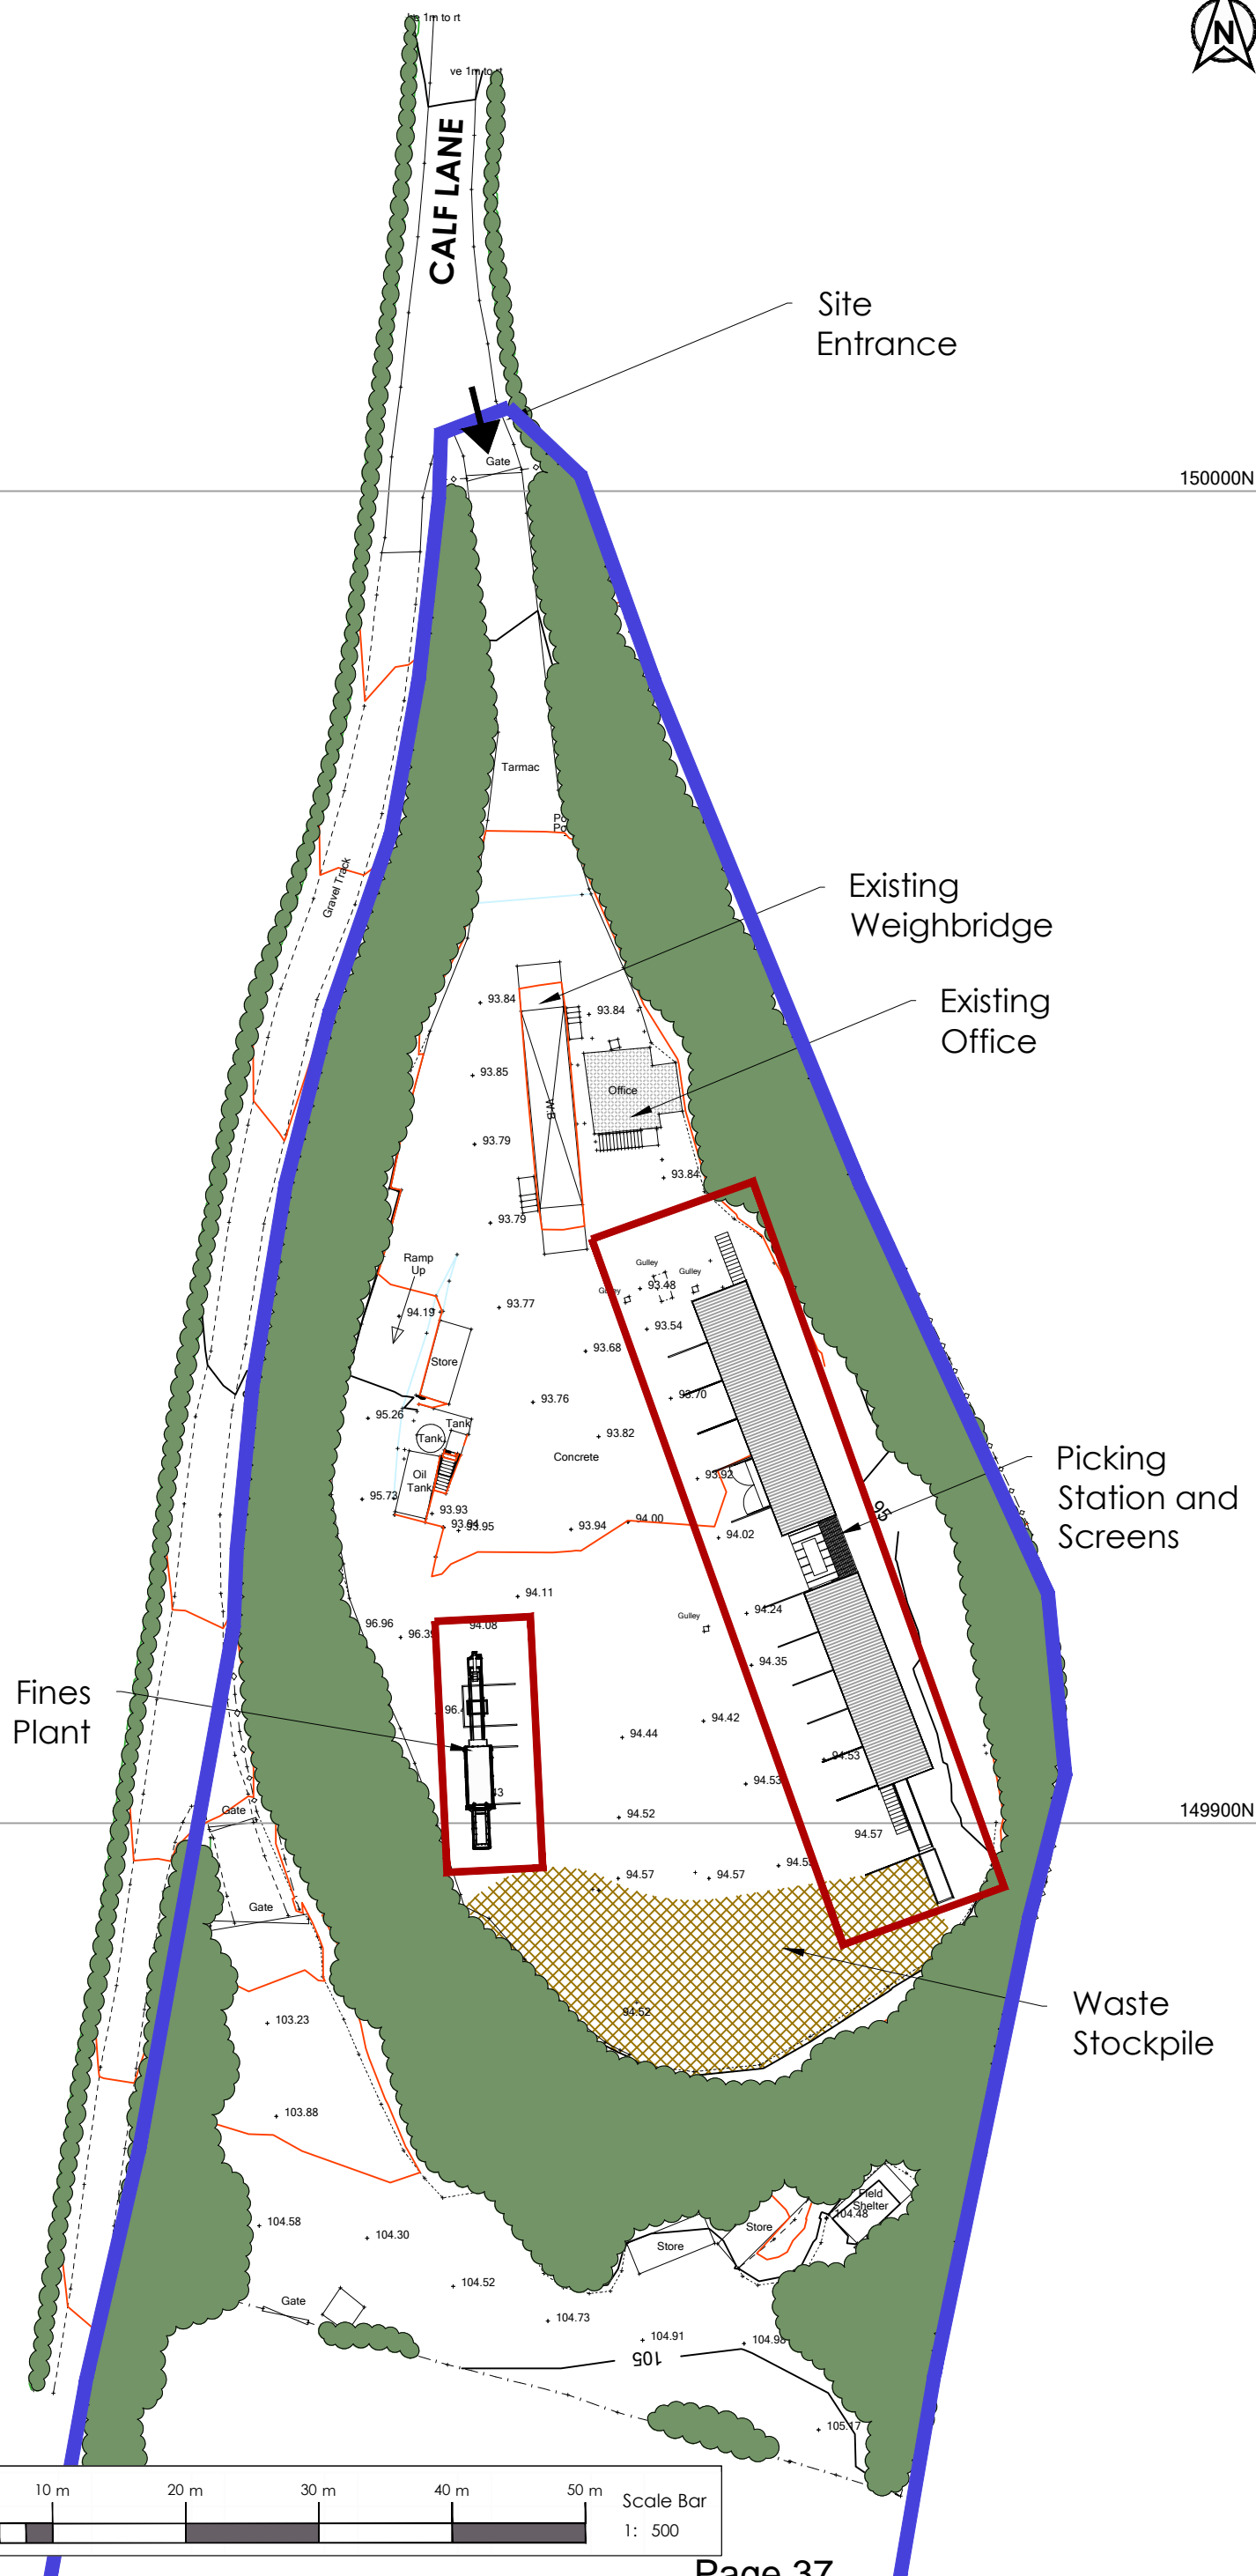 N
ve 1m to rt
CALF LANE
Site
Entrance
Gate
150000N
Tarmac
Gravel Track
Existing
Weighbridge
93.84
93.84
Existing
Office
93.85
Office
W.B
93.79
93.84
93.79
Ramp
Up
Gulley
Gulley
93.48
94.19
93.77
93.54
93.68
Store
93.70
93.76
95.26
Tank
Tank
93.82
Concrete
Picking
Station and
Screens
Oil
Tank
93.92
95.73
93.93
95
93.95
93.94
94.00
94.02
94.11
94.24
Gulley
96.96
94.08
94.35
Fines
Plant
94.42
94.44
94.53
94.53
94.52
149900N
Gate
94.57
94.57
94.57
Gate
Waste
Stockpile
94.52
103.23
103.88
Field
Shelter
104.48
104.58
104.30
Store
Store
104.52
Gate
104.73
104.91
104.98
105
105.17
10 m
20 m
30 m
40 m
50 m
Scale Bar
1: 500
Page 37